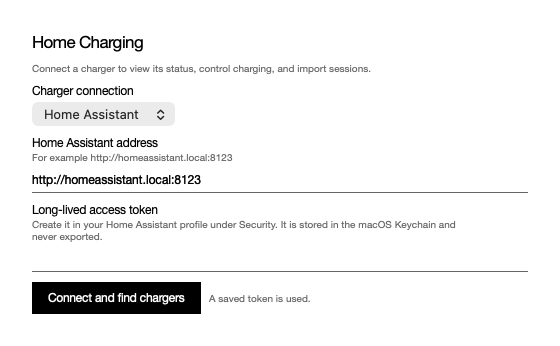 Home Charging
Connect a charger to view its status, control charging, and import sessions.
Charger connection
Home Assistant
Home Assistant address
For example http://homeassistant.local:8123
http://homeassistant.local:8123
Long-lived access token
Create it in your Home Assistant profile under Security. It is stored in the macOS Keychain and
never exported.
Connect and find chargers
A saved token is used.